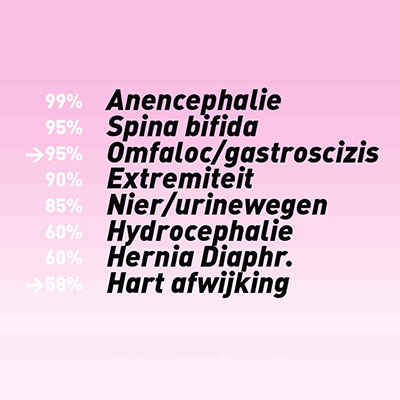 99% Anencephalie
95% Spina bifida
→95% Omfaloc/gastroscizis
90% Extremiteit
85% Nier/urinewegen
60% Hydrocephalie
60% Hernia Diaphr.
→58% Hart afwijking